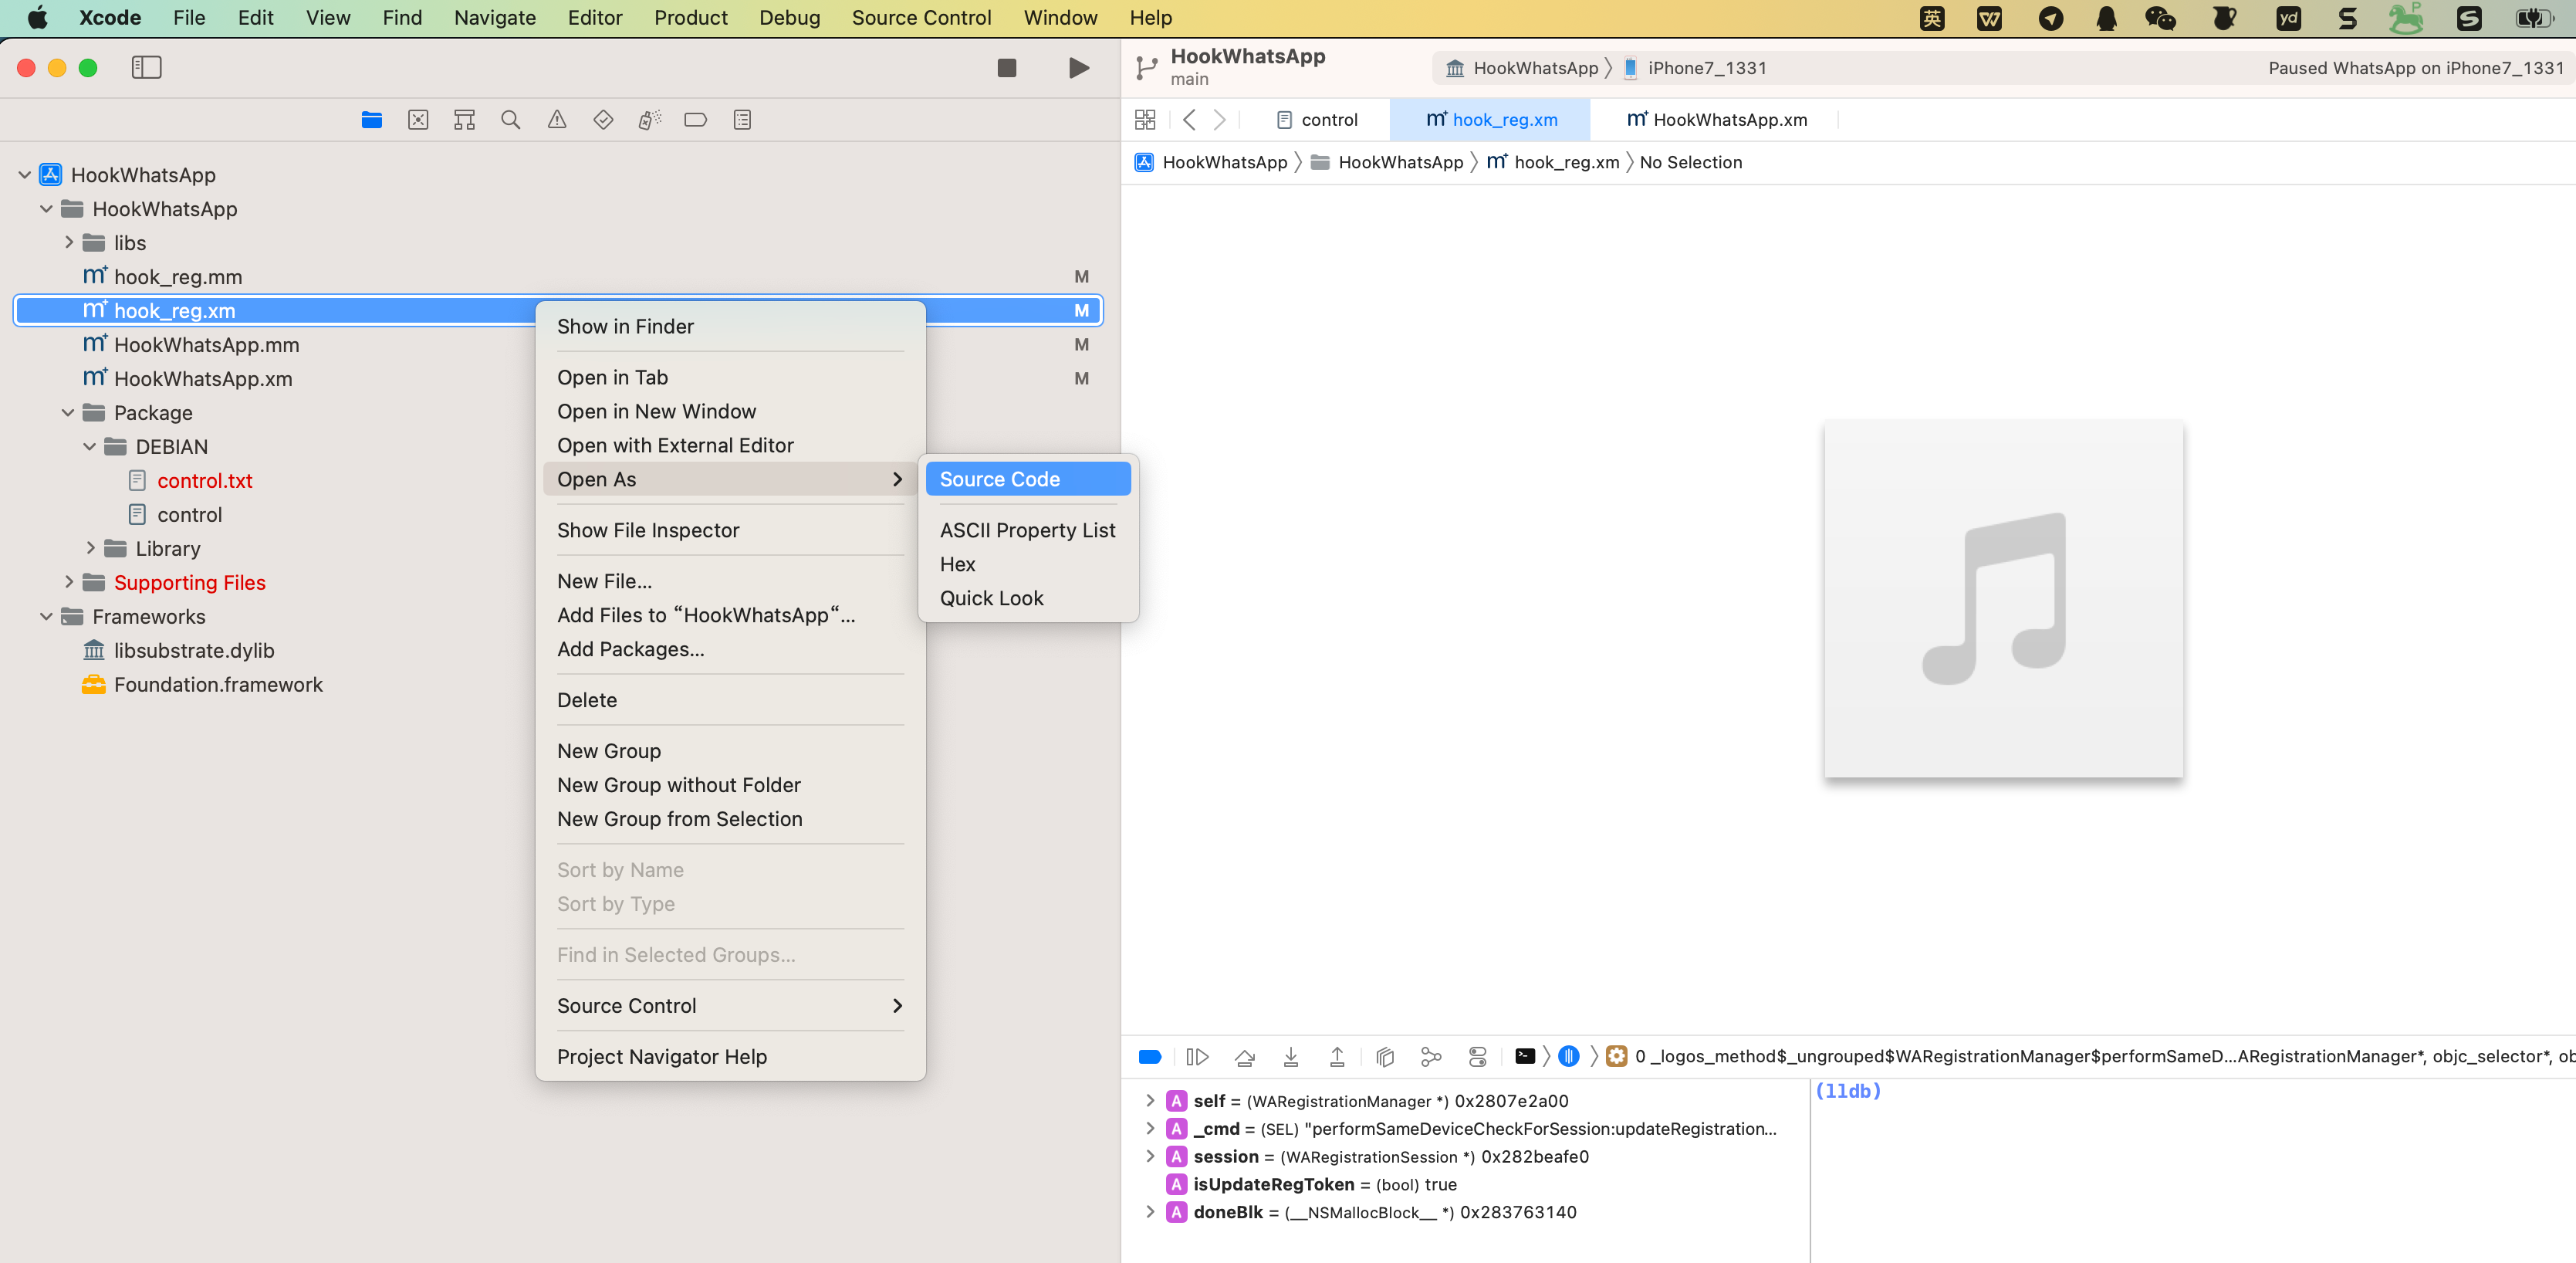 Xcode File Edit View Find Navigate Editor Product Debug Source Control Window Help
英 yd P
HookWhatsApp
main
HookWhatsApp iPhone7_1331
Paused WhatsApp on iPhone7_1331
control
hook_reg.xm
HookWhatsApp.xm
HookWhatsApp HookWhatsApp hook_reg.xm No Selection
HookWhatsApp
HookWhatsApp
libs
hook_reg.mm M
hook_reg.xm M
HookWhatsApp.mm M
HookWhatsApp.xm M
Package
DEBIAN
control.txt
control
Library
Supporting Files
Frameworks
libsubstrate.dylib
Foundation.framework
Show in Finder
Open in Tab
Open in New Window
Open with External Editor
Open As
Show File Inspector
New File...
Add Files to “HookWhatsApp“...
Add Packages...
Delete
New Group
New Group without Folder
New Group from Selection
Sort by Name
Sort by Type
Find in Selected Groups...
Source Control
Project Navigator Help
Source Code
ASCII Property List
Hex
Quick Look
0 _logos_method$_ungrouped$WARegistrationManager$performSameD...ARegistrationManager*, objc_selector*, ob
A self = (WARegistrationManager *) 0x2807e2a00
A _cmd = (SEL) "performSameDeviceCheckForSession:updateRegistration...
A session = (WARegistrationSession *) 0x282beafe0
A isUpdateRegToken = (bool) true
A doneBlk = (__NSMallocBlock__ *) 0x283763140
(lldb)